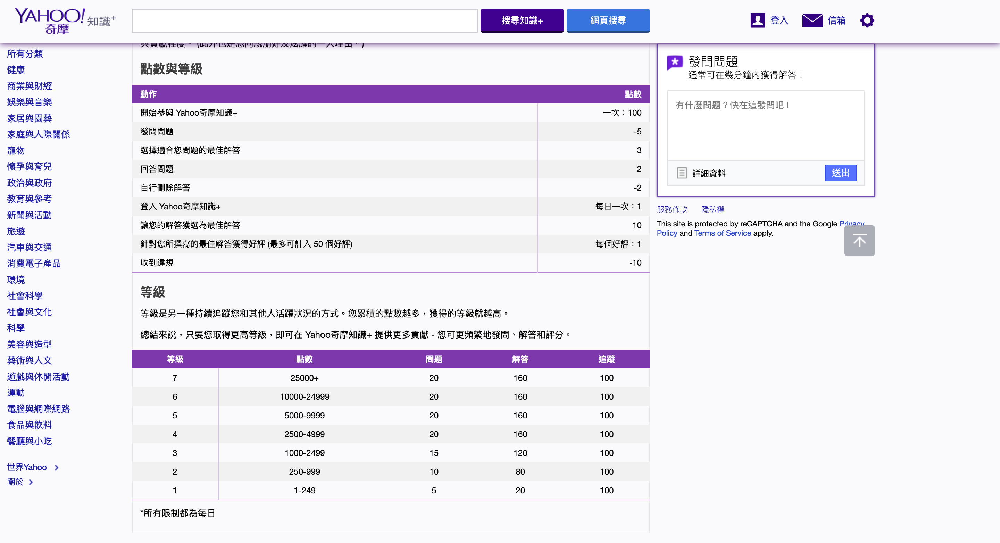 YAHOO!
奇摩 知識+
搜尋知識+
網頁搜尋
登入
信箱
所有分類
健康
商業與財經
娛樂與音樂
家居與園藝
家庭與人際關係
寵物
懷孕與育兒
政治與政府
教育與參考
新聞與活動
旅遊
汽車與交通
消費電子產品
環境
社會科學
社會與文化
科學
美容與造型
藝術與人文
遊戲與休閒活動
運動
電腦與網際網路
食品與飲料
餐廳與小吃
世界Yahoo
關於
與貢獻程度。 (此外也是您向親朋好友炫耀的一大理由。)
點數與等級
動作 點數
開始參與 Yahoo奇摩知識+ 一次：100
發問問題 -5
選擇適合您問題的最佳解答 3
回答問題 2
自行刪除解答 -2
登入 Yahoo奇摩知識+ 每日一次：1
讓您的解答獲選為最佳解答 10
針對您所撰寫的最佳解答獲得好評 (最多可計入 50 個好評) 每個好評：1
收到違規 -10
等級
等級是另一種持續追蹤您和其他人活躍狀況的方式。您累積的點數越多，獲得的等級就越高。
總結來說，只要您取得更高等級，即可在 Yahoo奇摩知識+ 提供更多貢獻 - 您可更頻繁地發問、解答和評分。
等級 點數 問題 解答 追蹤
7 25000+ 20 160 100
6 10000-24999 20 160 100
5 5000-9999 20 160 100
4 2500-4999 20 160 100
3 1000-2499 15 120 100
2 250-999 10 80 100
1 1-249 5 20 100
*所有限制都為每日
發問問題
通常可在幾分鐘內獲得解答！
有什麼問題？快在這發問吧！
詳細資料
送出
服務條款 隱私權
This site is protected by reCAPTCHA and the Google Privacy
Policy and Terms of Service apply.